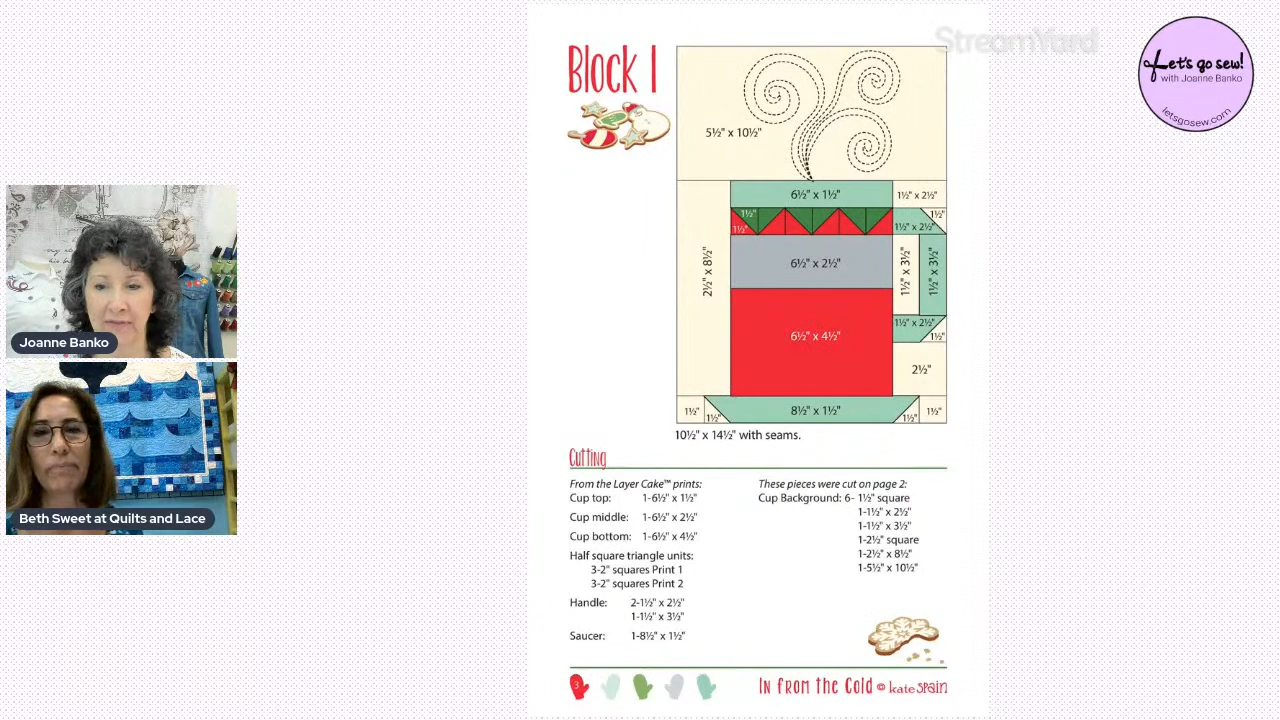 StreamYard
Let's go sew!
with Joanne Banko
letsgosew.com
Block 1
5½" x 10½"
6½" x 1½"
1½" x 2½"
1½"
1½"
1½"
1½" x 2½"
2½" x 8½"
6½" x 2½"
1½" x 3½"
1½" x 3½"
6½" x 4½"
1½" x 2½"
1½"
2½"
1½"
1½"
8½" x 1½"
1½"
1½"
10½" x 14½" with seams.
Cutting
From the Layer Cake™ prints:
Cup top: 1-6½" x 1½"
Cup middle: 1-6½" x 2½"
Cup bottom: 1-6½" x 4½"
Half square triangle units:
3-2" squares Print 1
3-2" squares Print 2
Handle: 2-1½" x 2½"
1-1½" x 3½"
Saucer: 1-8½" x 1½"
These pieces were cut on page 2:
Cup Background: 6- 1½" square
1-1½" x 2½"
1-1½" x 3½"
1-2½" square
1-2½" x 8½"
1-5½" x 10½"
3
In from the Cold © kate spain
Joanne Banko
Beth Sweet at Quilts and Lace